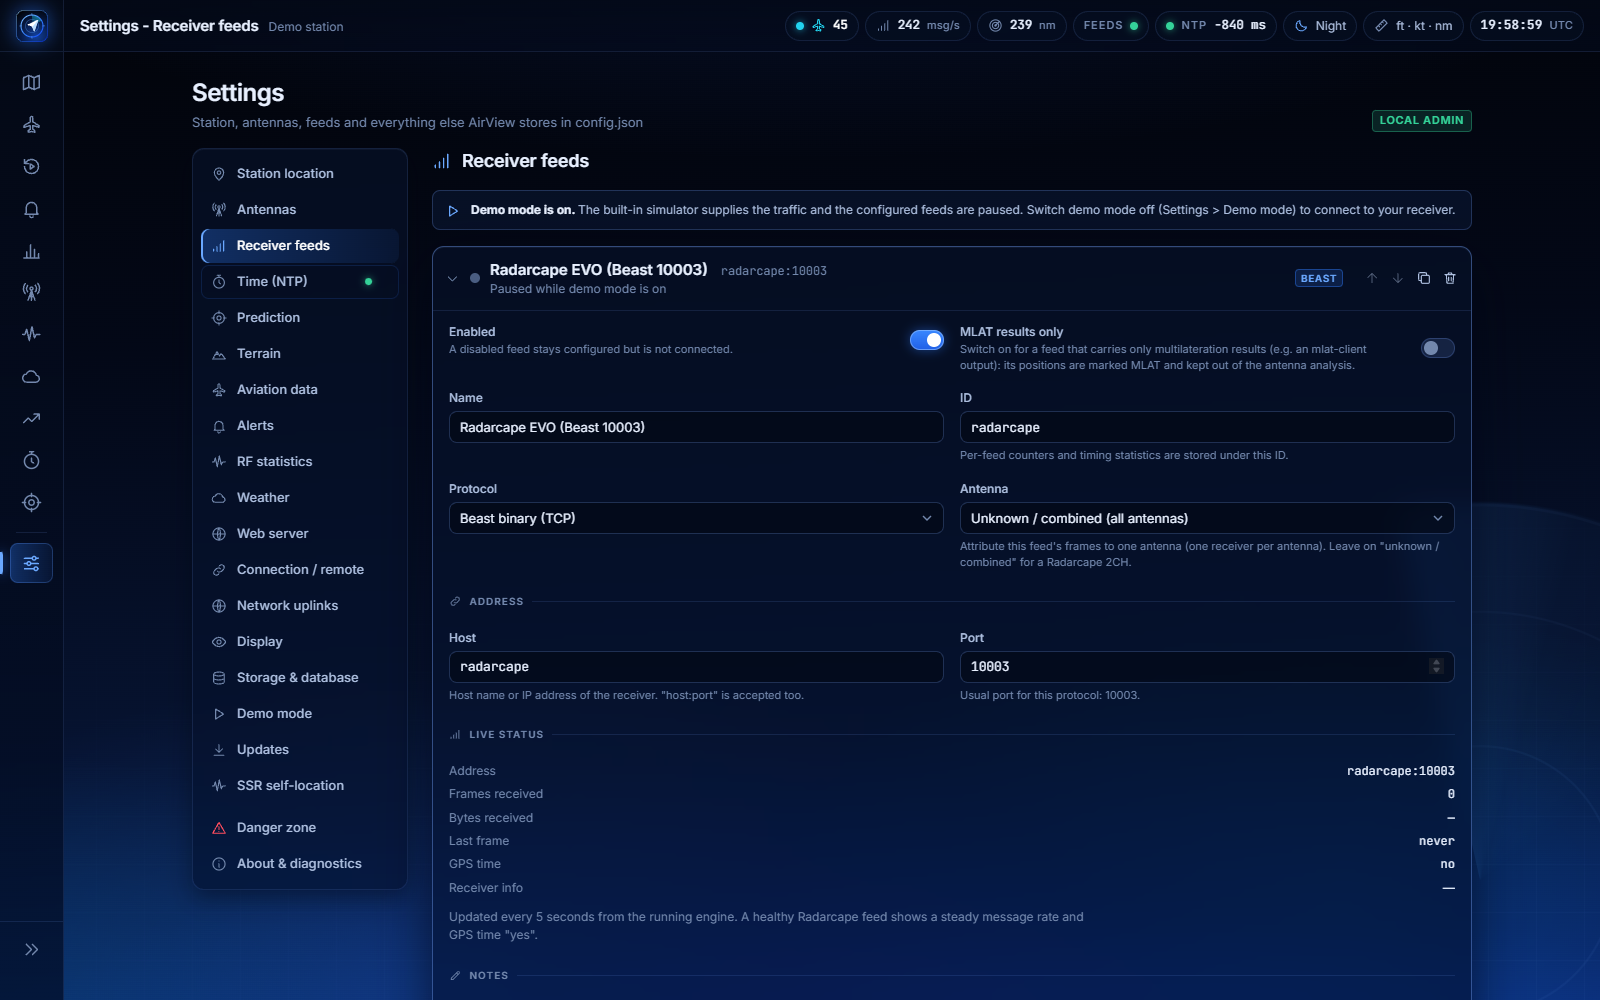 Settings - Receiver feeds Demo station
45
242 msg/s
239 nm
FEEDS
NTP -840 ms
Night
ft · kt · nm
19:58:59 UTC
Settings
Station, antennas, feeds and everything else AirView stores in config.json
LOCAL ADMIN
Station location
Antennas
Receiver feeds
Time (NTP)
Prediction
Terrain
Aviation data
Alerts
RF statistics
Weather
Web server
Connection / remote
Network uplinks
Display
Storage & database
Demo mode
Updates
SSR self-location
Danger zone
About & diagnostics
Receiver feeds
Demo mode is on. The built-in simulator supplies the traffic and the configured feeds are paused. Switch demo mode off (Settings > Demo mode) to connect to your receiver.
Radarcape EVO (Beast 10003) radarcape:10003
Paused while demo mode is on
BEAST
Enabled
A disabled feed stays configured but is not connected.
MLAT results only
Switch on for a feed that carries only multilateration results (e.g. an mlat-client
output): its positions are marked MLAT and kept out of the antenna analysis.
Name
Radarcape EVO (Beast 10003)
ID
radarcape
Per-feed counters and timing statistics are stored under this ID.
Protocol
Beast binary (TCP)
Antenna
Unknown / combined (all antennas)
Attribute this feed's frames to one antenna (one receiver per antenna). Leave on "unknown /
combined" for a Radarcape 2CH.
ADDRESS
Host
radarcape
Host name or IP address of the receiver. "host:port" is accepted too.
Port
10003
Usual port for this protocol: 10003.
LIVE STATUS
Address radarcape:10003
Frames received 0
Bytes received –
Last frame never
GPS time no
Receiver info —
Updated every 5 seconds from the running engine. A healthy Radarcape feed shows a steady message rate and
GPS time "yes".
NOTES